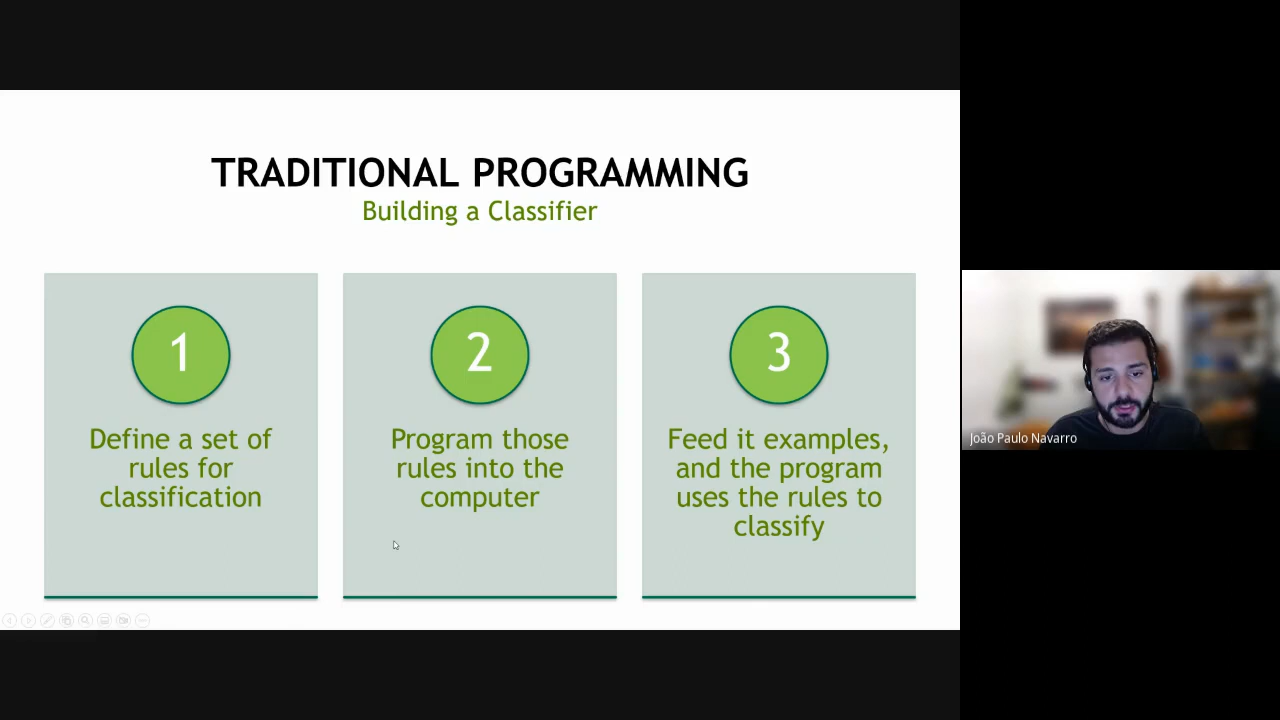 TRADITIONAL PROGRAMMING
Building a Classifier
1
Define a set of
rules for
classification
2
Program those
rules into the
computer
3
Feed it examples,
and the program
uses the rules to
classify
João Paulo Navarro